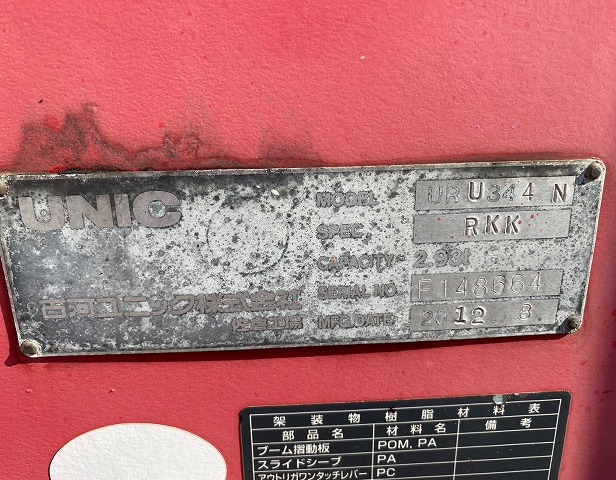 UNIC
MODEL URU344N
SPEC. RKK
CAPACITY 2.93t
SERIAL NO. F148664
MFG.DATE 2012 8
古河ユニック株式会社
架装物樹脂材料表
部品名 材料名 備考
ブーム摺動板 POM, PA
スライドシーブ PA
アウトリガワンタッチレバー PC